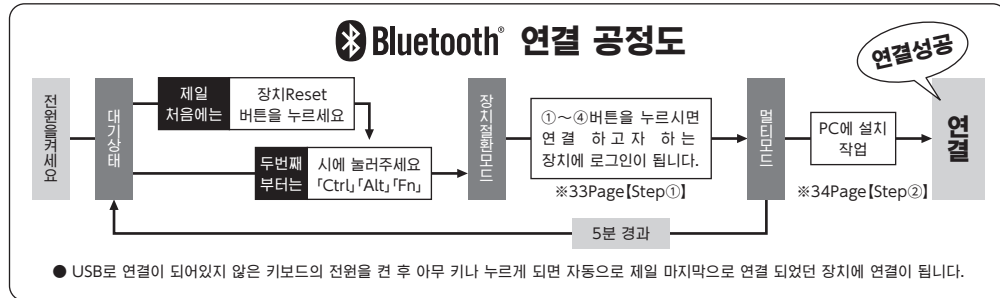 Bluetooth® 연결 공정도
연결성공
전원을켜세요
대기상태
제일
처음에는
장치Reset
버튼을 누르세요
두번째
부터는
시에 눌러주세요
「Ctrl」「Alt」「Fn」
장치절환모드
①～④버튼을 누르시면
연결 하고자 하는
장치에 로그인이 됩니다.
※33Page【Step①】
멀티모드
PC에 설치
작업
※34Page【Step②】
연결
5분 경과
● USB로 연결이 되어있지 않은 키보드의 전원을 켠 후 아무 키나 누르게 되면 자동으로 제일 마지막으로 연결 되었던 장치에 연결이 됩니다.